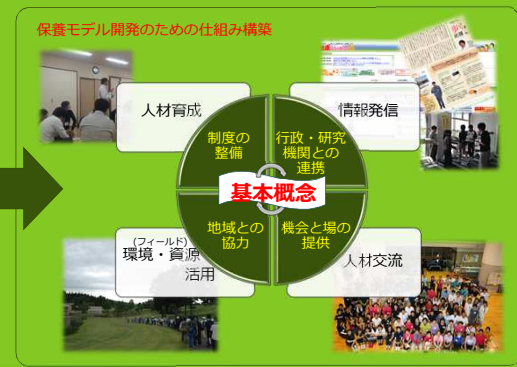 保養モデル開発のための仕組み構築
人材育成
情報発信
制度の
整備
行政・研究
機関との
連携
基本概念
地域との
協力
機会と場の
提供
(フィールド)
環境・資源
活用
人材交流